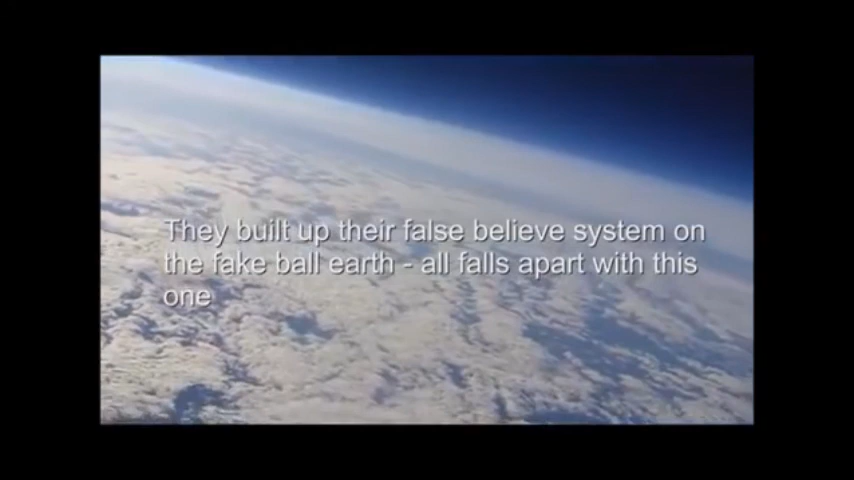 They built up their false believe system on
the fake ball earth - all falls apart with this
one